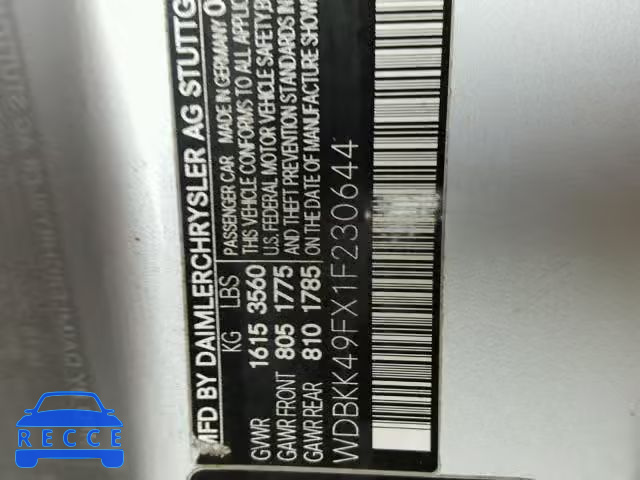 MFD BY DAIMLERCHRYSLER AG STUTTG
KG LBS
GVWR 1615 3560
GAWR FRONT 805 1775
GAWR REAR 810 1785
PASSENGER CAR MADE IN GERMANY 0
THIS VEHICLE CONFORMS TO ALL APPLIC
U.S. FEDERAL MOTOR VEHICLE SAFETY, B
AND THEFT PREVENTION STANDARDS IN
ON THE DATE OF MANUFACTURE SHOW
WDBKK49FX1F230644
RECCE